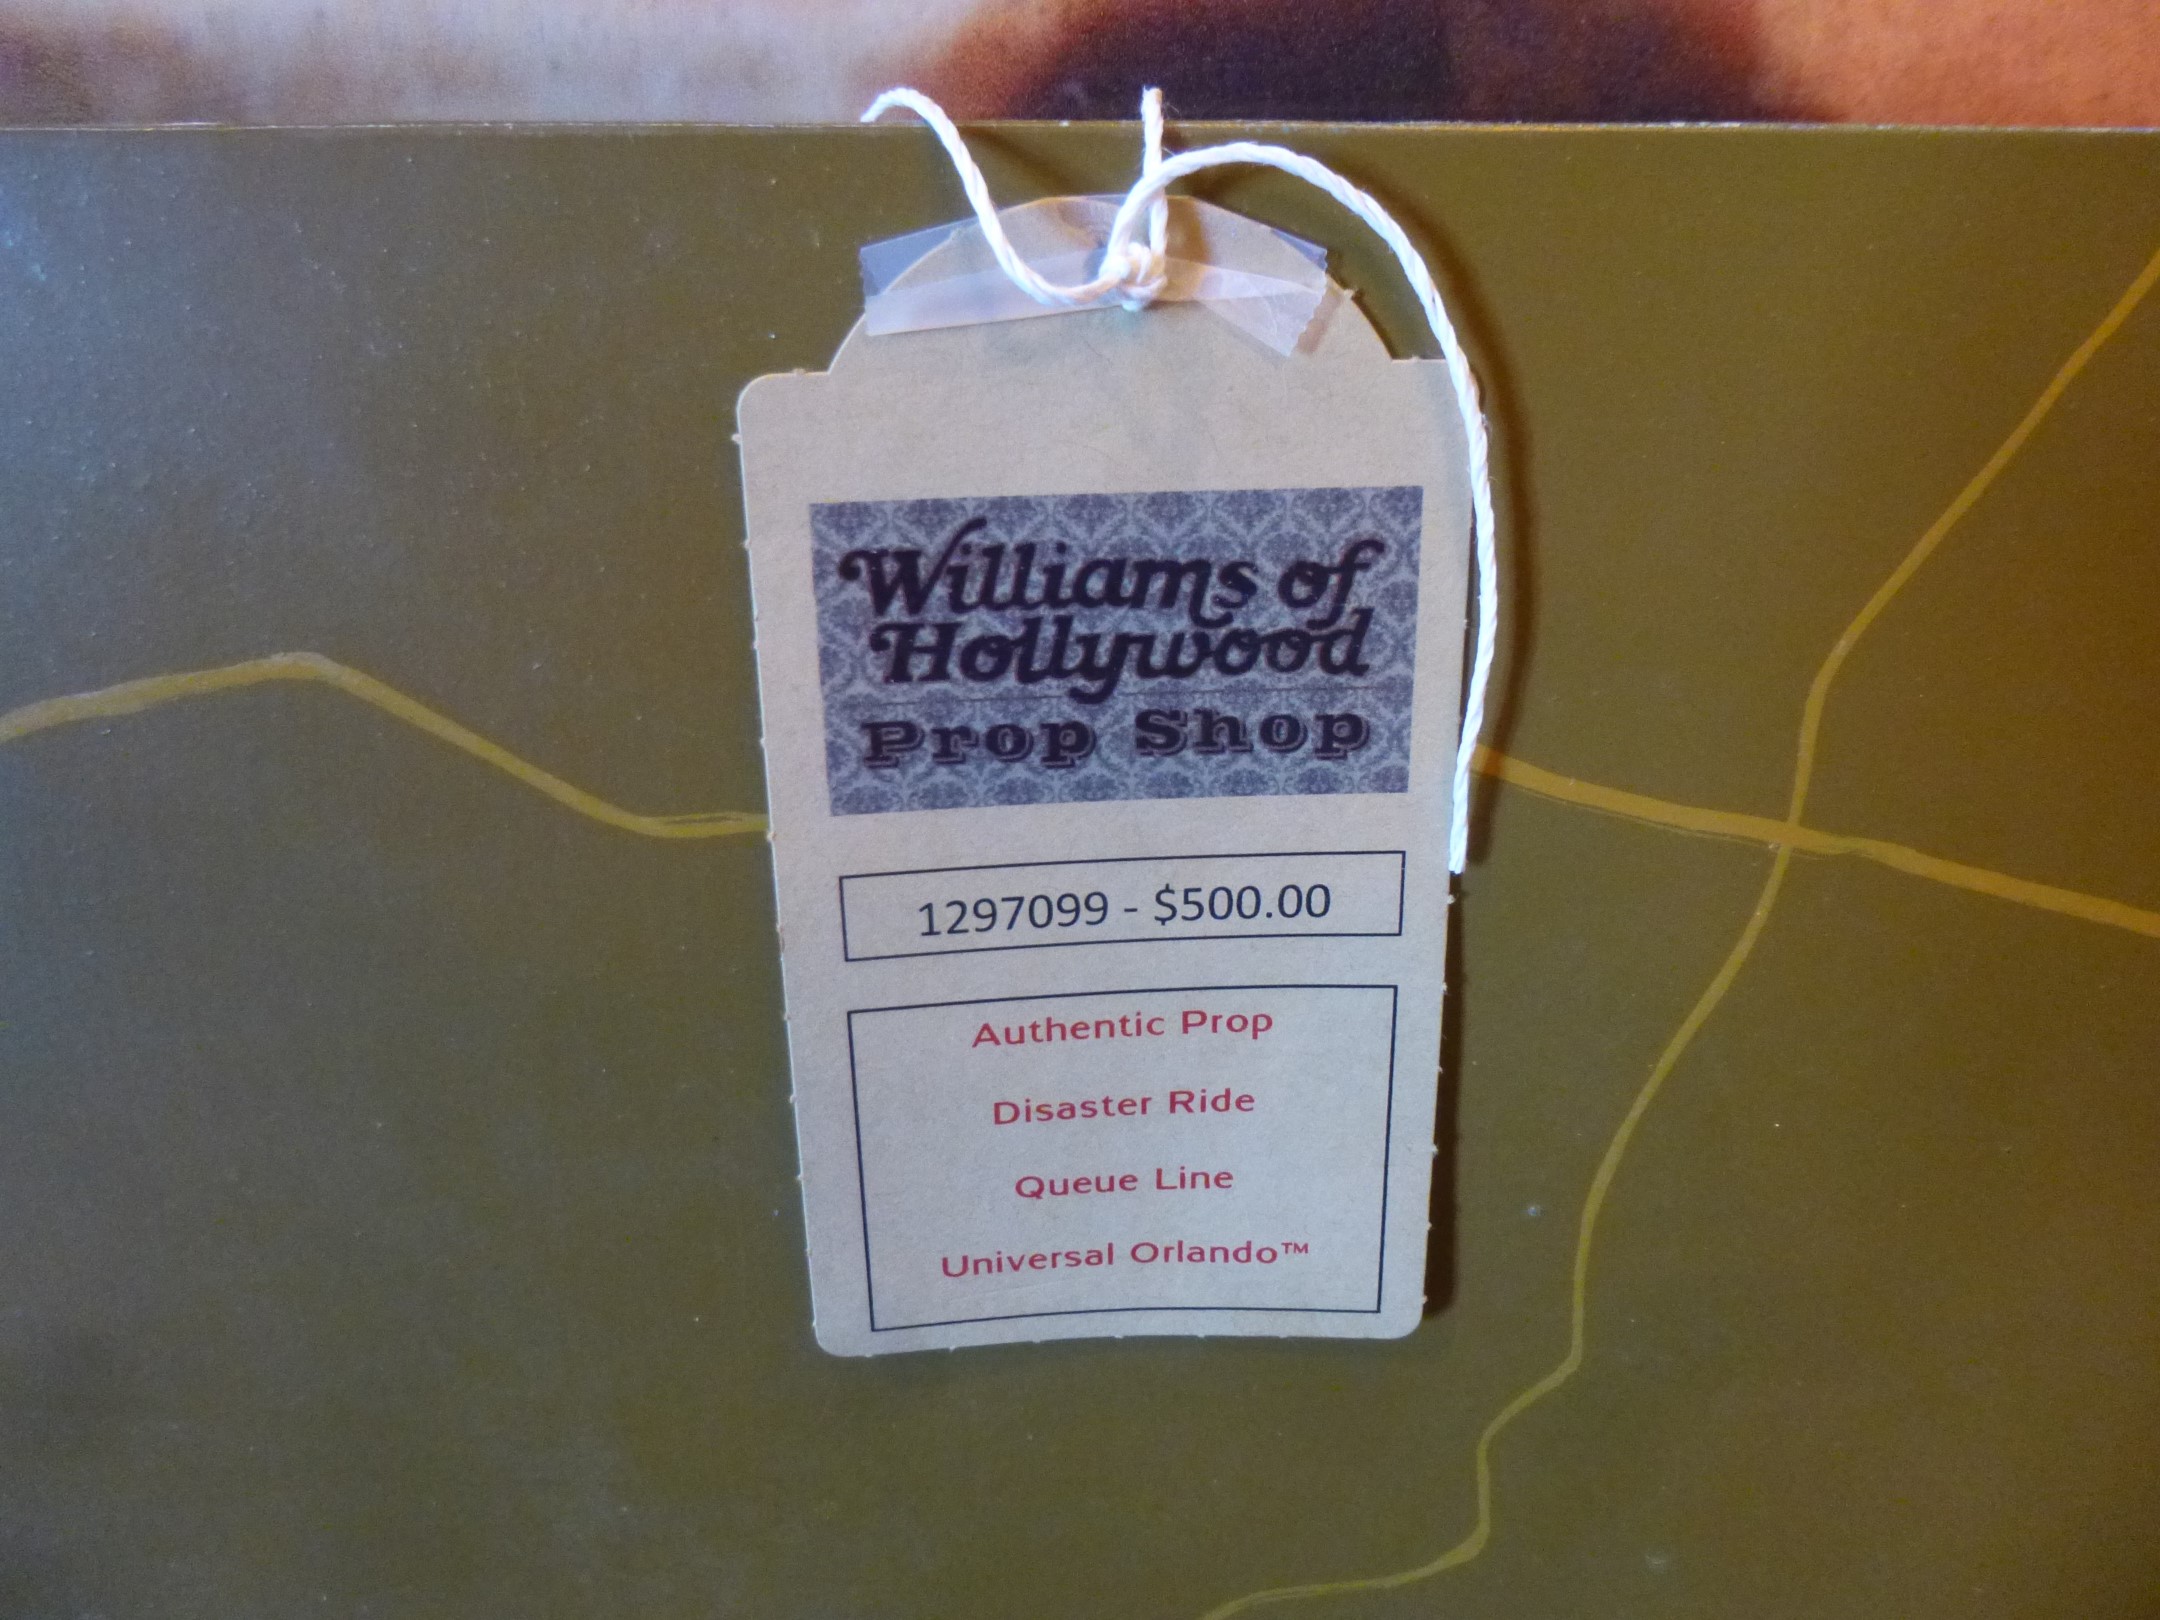 Williams of
Hollywood
Prop Shop
1297099 - $500.00
Authentic Prop
Disaster Ride
Queue Line
Universal Orlando™